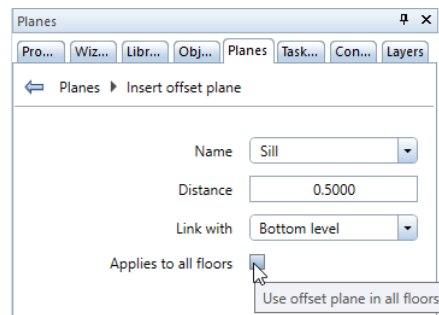 Planes
Pro... Wiz... Libr... Obj... Planes Task... Con... Layers
Planes Insert offset plane
Name Sill
Distance 0.5000
Link with Bottom level
Applies to all floors
Use offset plane in all floors